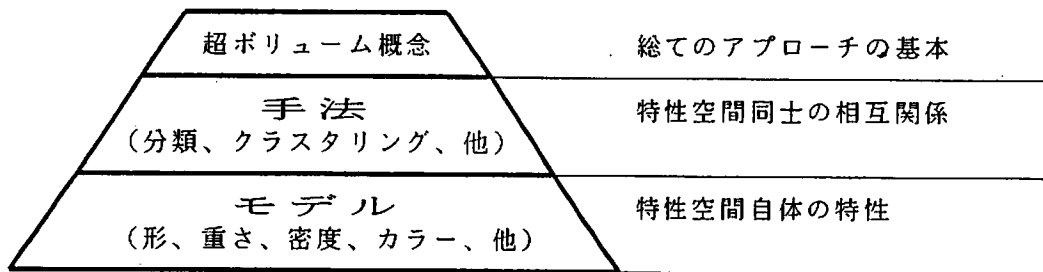 超ボリューム概念
総てのアプローチの基本
手法
特性空間同士の相互関係
(分類、クラスタリング、他)
モデル
特性空間自体の特性
(形、重さ、密度、カラー、他)